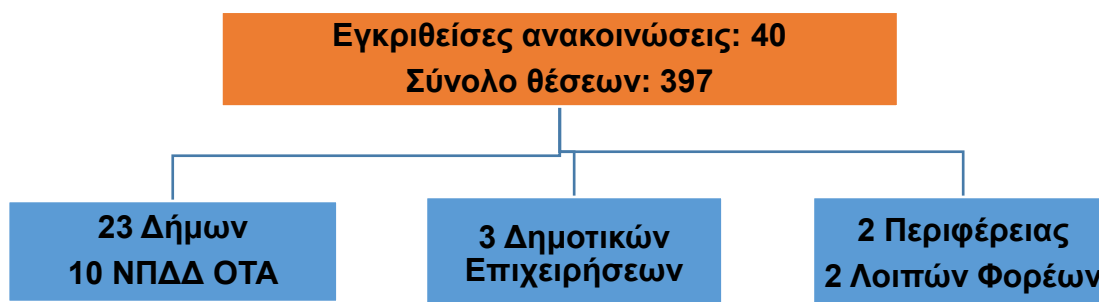 Εγκριθείσες ανακοινώσεις: 40
Σύνολο θέσεων: 397
23 Δήμων
10 ΝΠΔΔ ΟΤΑ
3 Δημοτικών
Επιχειρήσεων
2 Περιφέρειας
2 Λοιπών Φορέων